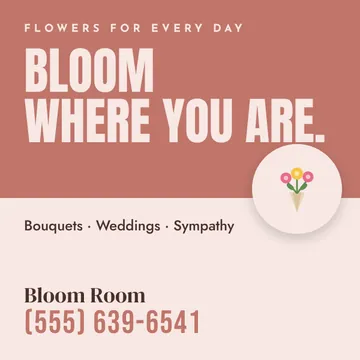 FLOWERS FOR EVERY DAY
BLOOM
WHERE YOU ARE.
Bouquets · Weddings · Sympathy
Bloom Room
(555) 639-6541